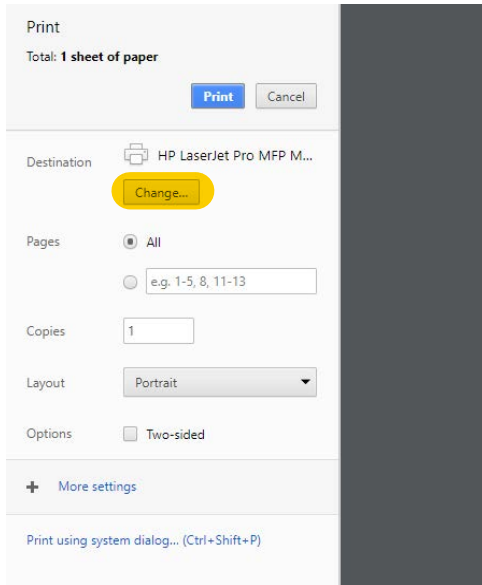 Print
Total: 1 sheet of paper
Print Cancel
Destination HP LaserJet Pro MFP M...
Change...
Pages All
e.g. 1-5, 8, 11-13
Copies 1
Layout Portrait
Options Two-sided
+ More settings
Print using system dialog... (Ctrl+Shift+P)